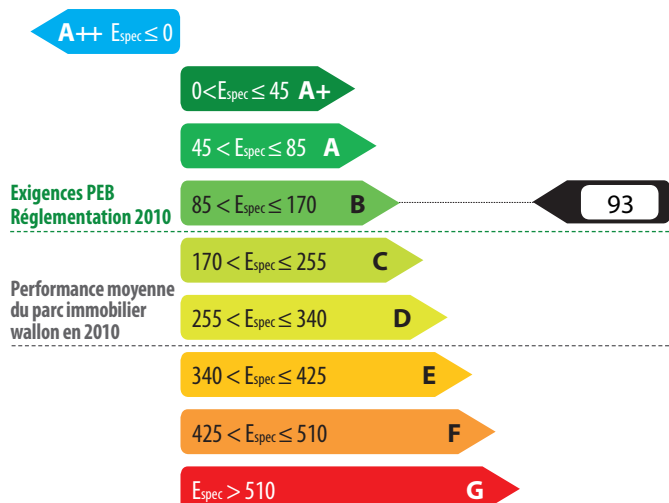 A++ Espec ≤ 0
0<Espec ≤ 45 A+
45 < Espec ≤ 85 A
Exigences PEB
Réglementation 2010
85 < Espec ≤ 170 B
93
170 < Espec ≤ 255 C
Performance moyenne
du parc immobilier
wallon en 2010
255 < Espec ≤ 340 D
340 < Espec ≤ 425 E
425 < Espec ≤ 510 F
Espec > 510 G